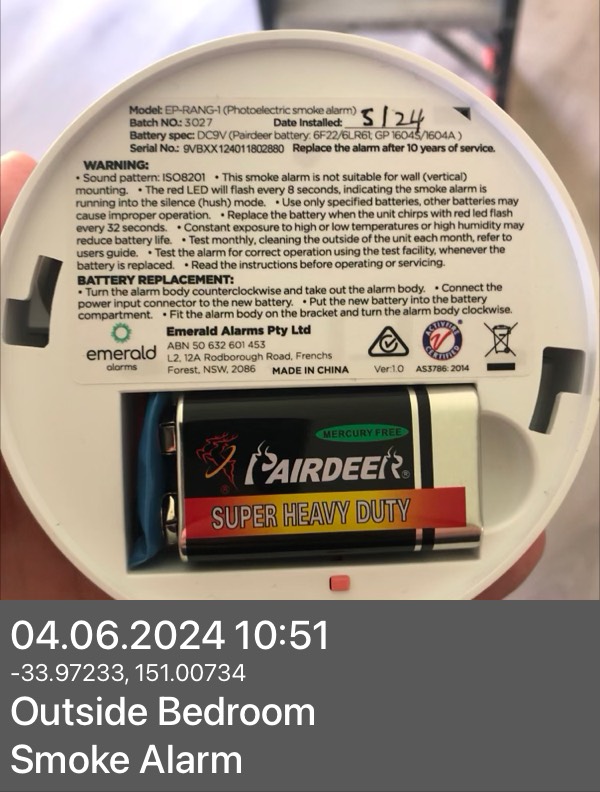 Model: EP-RANG-1 (Photoelectric smoke alarm)
Batch NO.: 3027 Date Installed: 5/24
Battery spec: DC9V (Pairdeer battery: 6F22/6LR61; GP 1604S/1604A )
Serial No.: 9VBXX124011802880 Replace the alarm after 10 years of service.
WARNING:
• Sound pattern: ISO8201 • This smoke alarm is not suitable for wall (vertical)
mounting. • The red LED will flash every 8 seconds, indicating the smoke alarm is
running into the silence (hush) mode. • Use only specified batteries, other batteries may
cause improper operation. • Replace the battery when the unit chirps with red led flash
every 32 seconds. • Constant exposure to high or low temperatures or high humidity may
reduce battery life. • Test monthly, cleaning the outside of the unit each month, refer to
users guide. • Test the alarm for correct operation using the test facility, whenever the
battery is replaced. • Read the instructions before operating or servicing.
BATTERY REPLACEMENT:
• Turn the alarm body counterclockwise and take out the alarm body. • Connect the
power input connector to the new battery. • Put the new battery into the battery
compartment. • Fit the alarm body on the bracket and turn the alarm body clockwise.
emerald
alarms
Emerald Alarms Pty Ltd
ABN 50 632 601 453
L2, 12A Rodborough Road, Frenchs
Forest, NSW, 2086 MADE IN CHINA
Ver:1.0
ACTIVFIRE
CERTIFIED
AS3786: 2014
MERCURY FREE
PAIRDEER®
SUPER HEAVY DUTY
04.06.2024 10:51
-33.97233, 151.00734
Outside Bedroom
Smoke Alarm